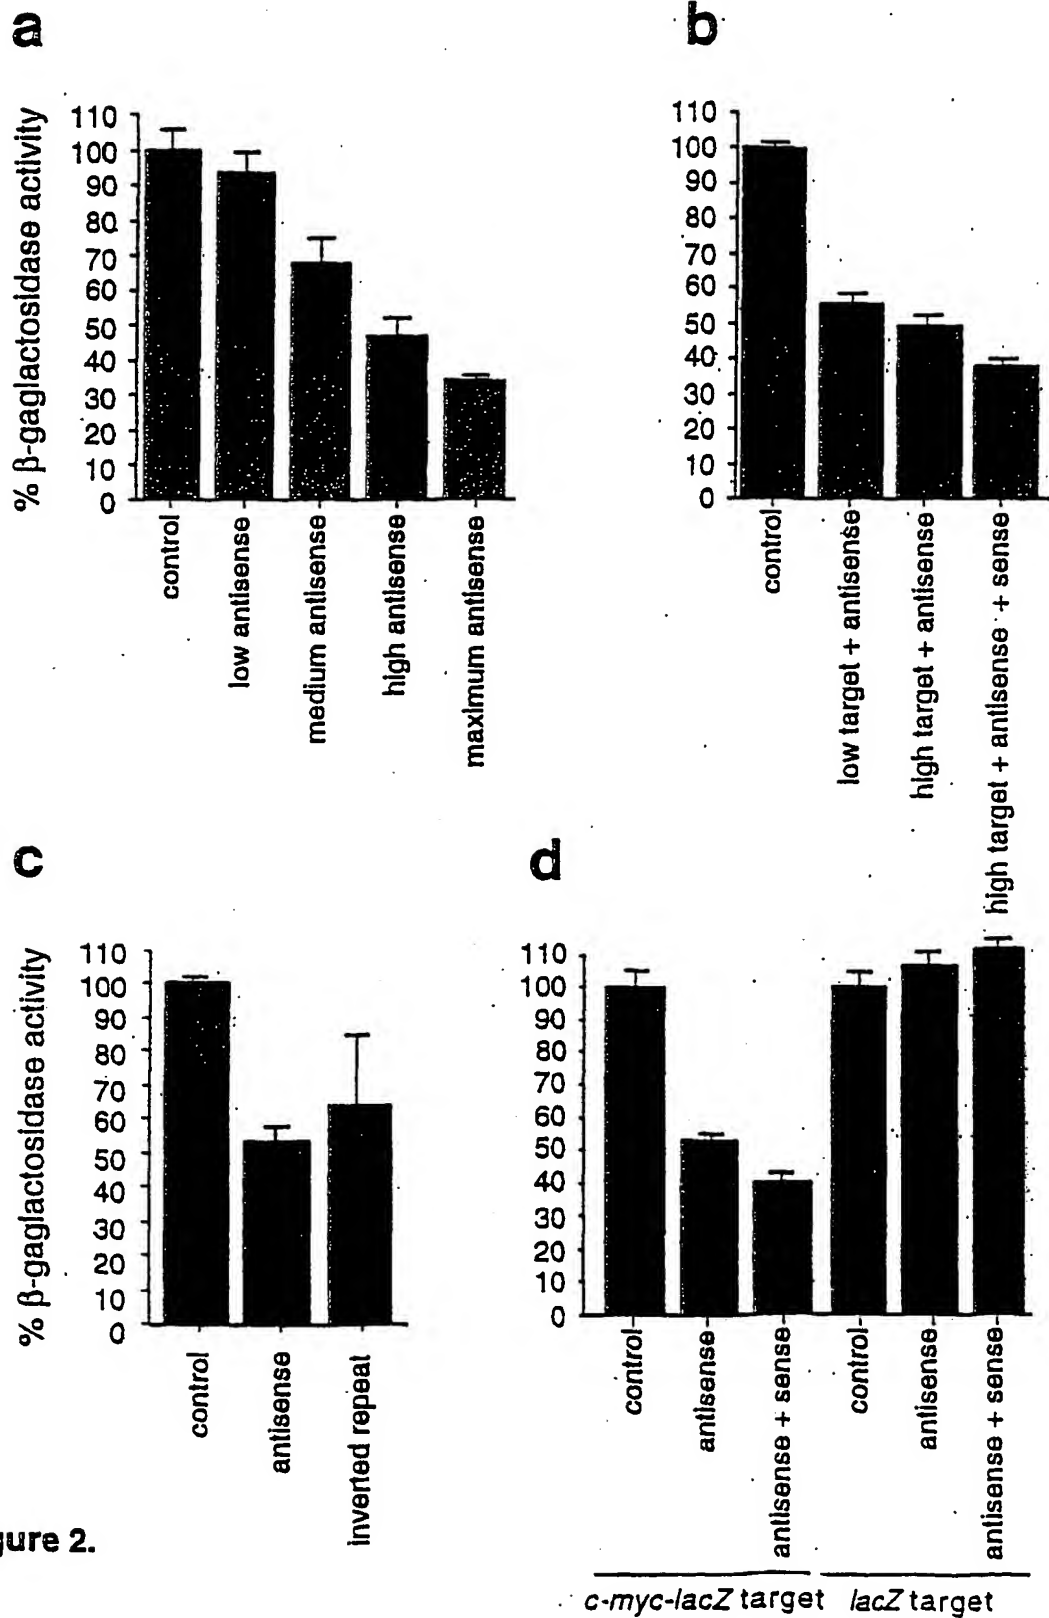 a
% β-gaglactosidase activity
110
100
90
80
70
60
50
40
30
20
10
0
control
low antisense
medium antisense
high antisense
maximum antisense
b
110
100
90
80
70
60
50
40
30
20
10
0
control
low target + antisense
high target + antisense
high target + antisense + sense
c
% β-gaglactosidase activity
110
100
90
80
70
60
50
40
30
20
10
0
control
antisense
inverted repeat
d
110
100
90
80
70
60
50
40
30
20
10
0
control
antisense
antisense + sense
control
antisense
antisense + sense
c-myc-lacZ target
lacZ target
gure 2.